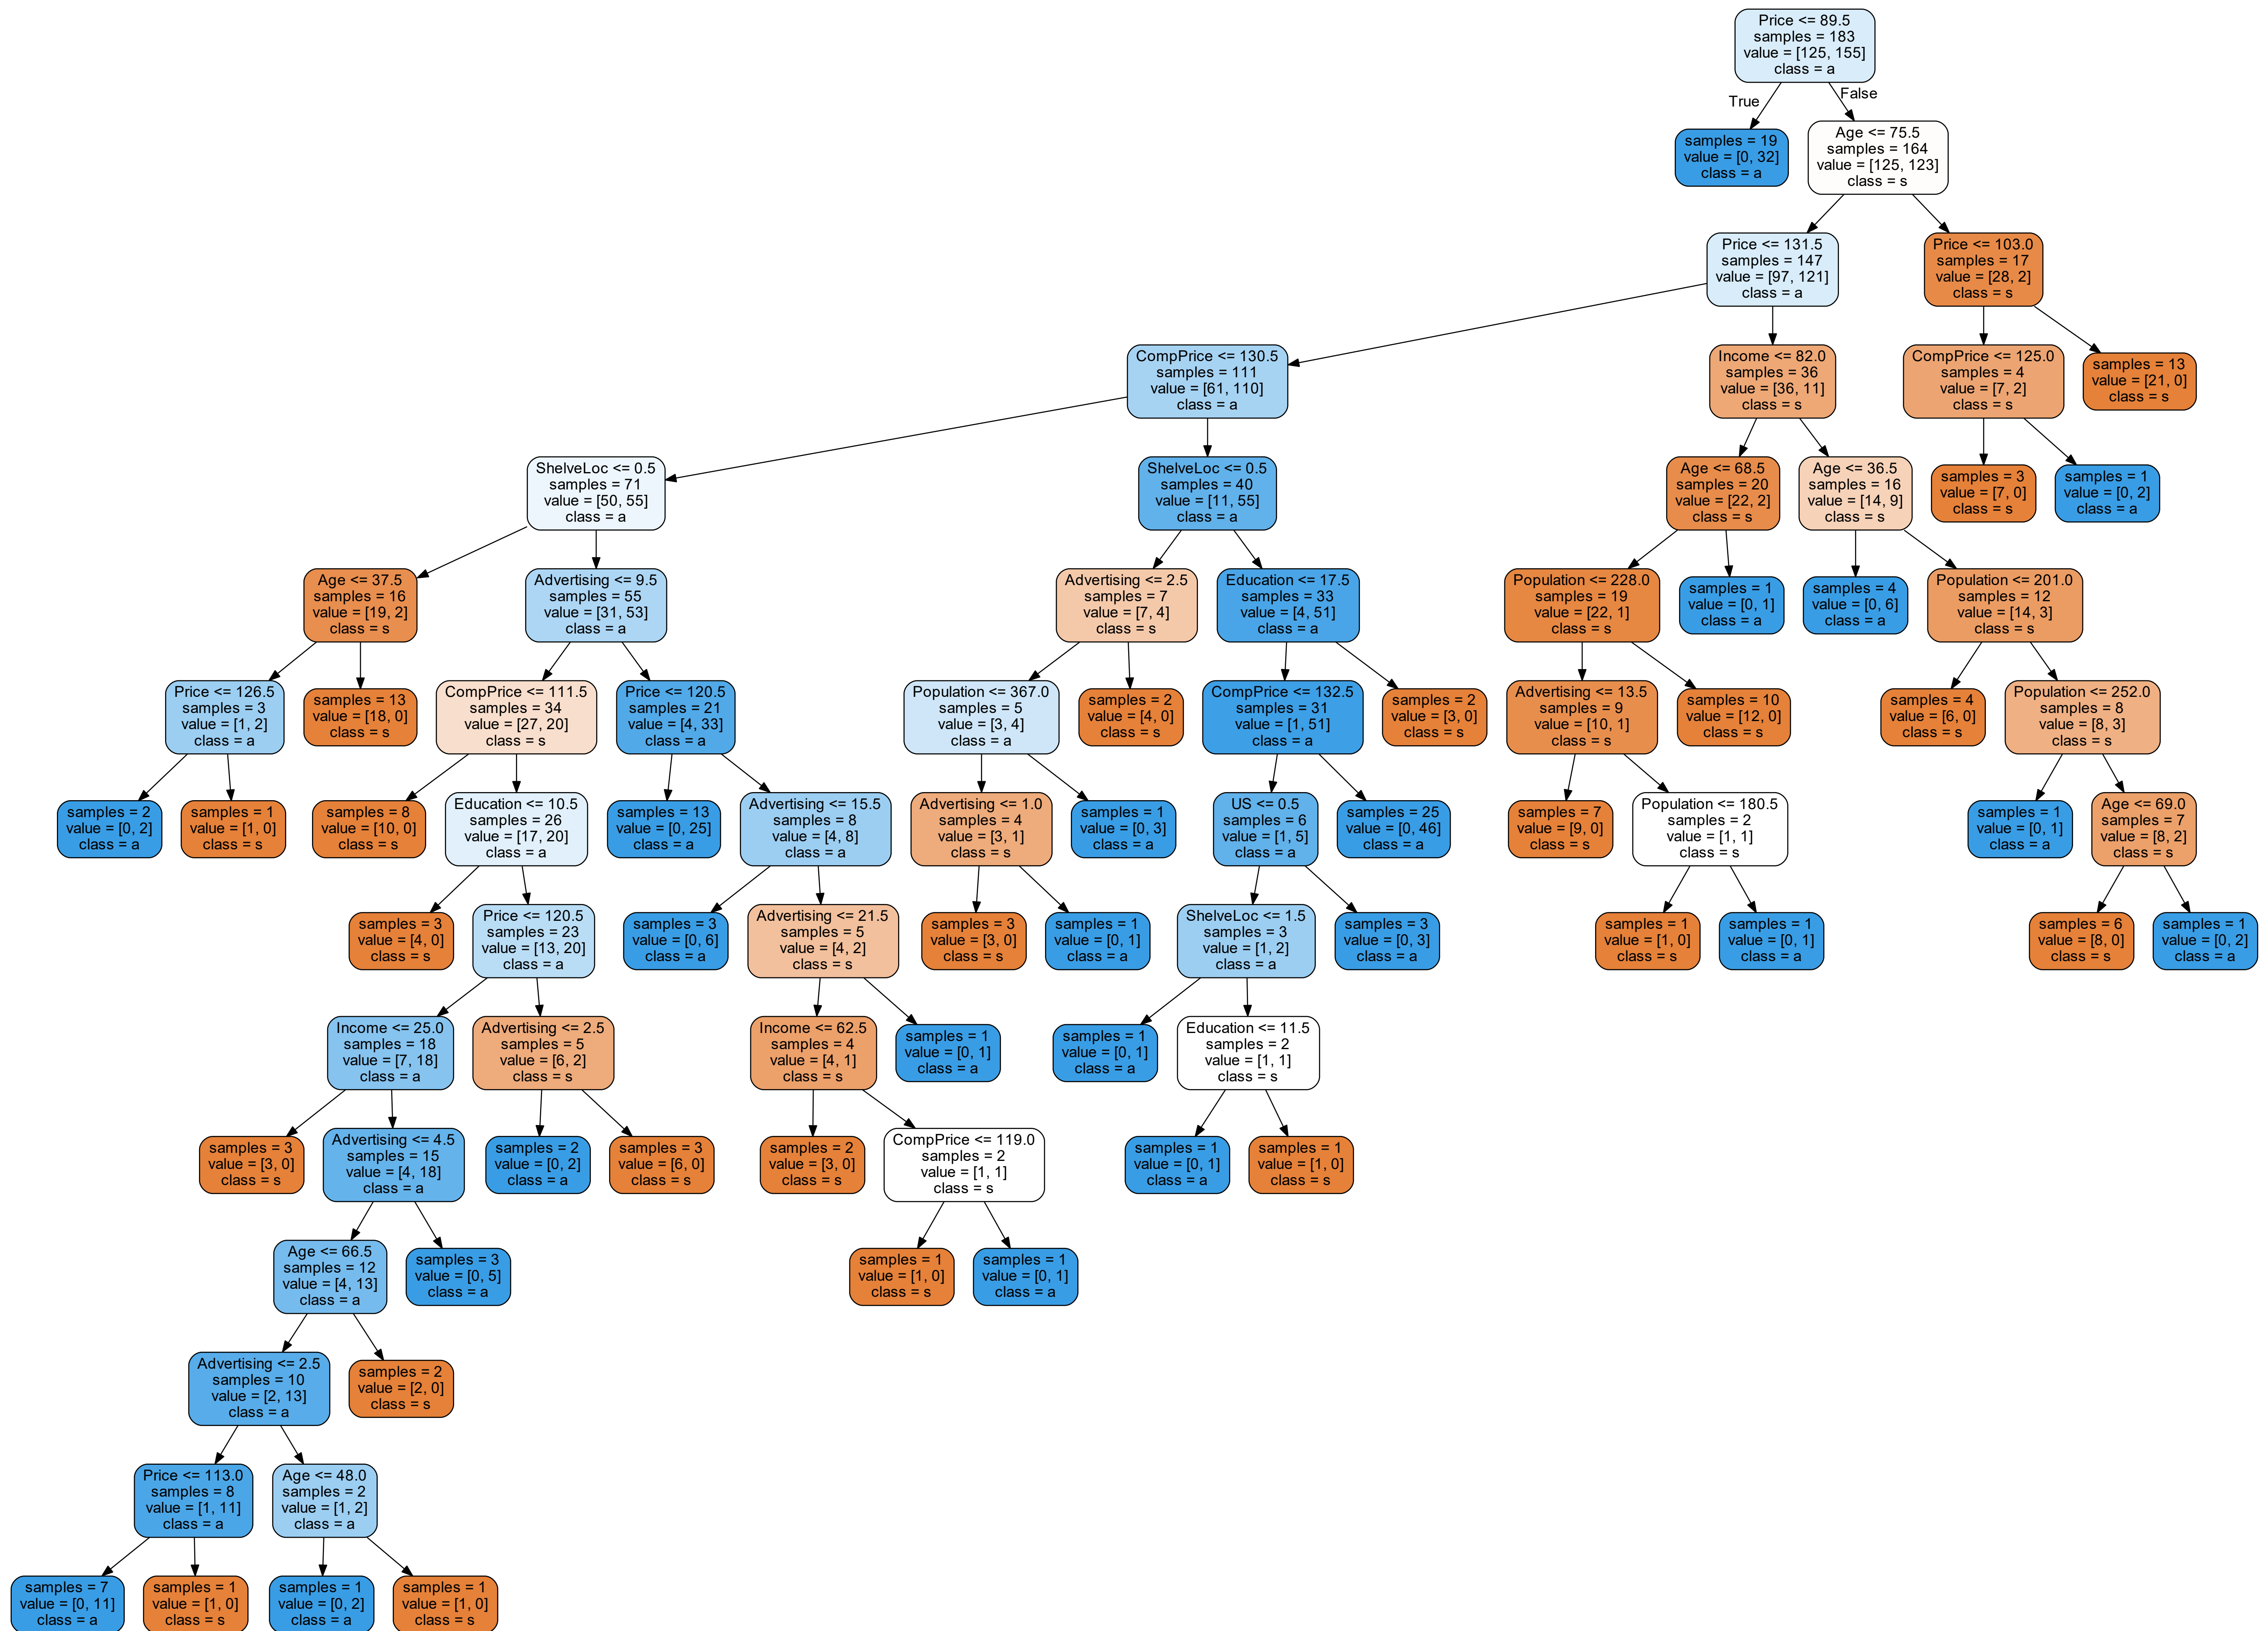 Price <= 89.5
samples = 183
value = [125, 155]
class = a
True
False
samples = 19
value = [0, 32]
class = a
Age <= 75.5
samples = 164
value = [125, 123]
class = s
Price <= 131.5
samples = 147
value = [97, 121]
class = a
Price <= 103.0
samples = 17
value = [28, 2]
class = s
CompPrice <= 130.5
samples = 111
value = [61, 110]
class = a
Income <= 82.0
samples = 36
value = [36, 11]
class = s
CompPrice <= 125.0
samples = 4
value = [7, 2]
class = s
samples = 13
value = [21, 0]
class = s
ShelveLoc <= 0.5
samples = 71
value = [50, 55]
class = a
ShelveLoc <= 0.5
samples = 40
value = [11, 55]
class = a
Age <= 68.5
samples = 20
value = [22, 2]
class = s
Age <= 36.5
samples = 16
value = [14, 9]
class = s
samples = 3
value = [7, 0]
class = s
samples = 1
value = [0, 2]
class = a
Age <= 37.5
samples = 16
value = [19, 2]
class = s
Advertising <= 9.5
samples = 55
value = [31, 53]
class = a
Advertising <= 2.5
samples = 7
value = [7, 4]
class = s
Education <= 17.5
samples = 33
value = [4, 51]
class = a
Population <= 228.0
samples = 19
value = [22, 1]
class = s
samples = 1
value = [0, 1]
class = a
samples = 4
value = [0, 6]
class = a
Population <= 201.0
samples = 12
value = [14, 3]
class = s
Price <= 126.5
samples = 3
value = [1, 2]
class = a
samples = 13
value = [18, 0]
class = s
CompPrice <= 111.5
samples = 34
value = [27, 20]
class = s
Price <= 120.5
samples = 21
value = [4, 33]
class = a
Population <= 367.0
samples = 5
value = [3, 4]
class = a
samples = 2
value = [4, 0]
class = s
CompPrice <= 132.5
samples = 31
value = [1, 51]
class = a
samples = 2
value = [3, 0]
class = s
Advertising <= 13.5
samples = 9
value = [10, 1]
class = s
samples = 10
value = [12, 0]
class = s
samples = 4
value = [6, 0]
class = s
Population <= 252.0
samples = 8
value = [8, 3]
class = s
samples = 2
value = [0, 2]
class = a
samples = 1
value = [1, 0]
class = s
samples = 8
value = [10, 0]
class = s
Education <= 10.5
samples = 26
value = [17, 20]
class = a
samples = 13
value = [0, 25]
class = a
Advertising <= 15.5
samples = 8
value = [4, 8]
class = a
Advertising <= 1.0
samples = 4
value = [3, 1]
class = s
samples = 1
value = [0, 3]
class = a
US <= 0.5
samples = 6
value = [1, 5]
class = a
samples = 25
value = [0, 46]
class = a
samples = 7
value = [9, 0]
class = s
Population <= 180.5
samples = 2
value = [1, 1]
class = s
samples = 1
value = [0, 1]
class = a
Age <= 69.0
samples = 7
value = [8, 2]
class = s
samples = 3
value = [4, 0]
class = s
Price <= 120.5
samples = 23
value = [13, 20]
class = a
samples = 3
value = [0, 6]
class = a
Advertising <= 21.5
samples = 5
value = [4, 2]
class = s
samples = 3
value = [3, 0]
class = s
samples = 1
value = [0, 1]
class = a
ShelveLoc <= 1.5
samples = 3
value = [1, 2]
class = a
samples = 3
value = [0, 3]
class = a
samples = 1
value = [1, 0]
class = s
samples = 1
value = [0, 1]
class = a
samples = 6
value = [8, 0]
class = s
samples = 1
value = [0, 2]
class = a
Income <= 25.0
samples = 18
value = [7, 18]
class = a
Advertising <= 2.5
samples = 5
value = [6, 2]
class = s
Income <= 62.5
samples = 4
value = [4, 1]
class = s
samples = 1
value = [0, 1]
class = a
samples = 1
value = [0, 1]
class = a
Education <= 11.5
samples = 2
value = [1, 1]
class = s
samples = 3
value = [3, 0]
class = s
Advertising <= 4.5
samples = 15
value = [4, 18]
class = a
samples = 2
value = [0, 2]
class = a
samples = 3
value = [6, 0]
class = s
samples = 2
value = [3, 0]
class = s
CompPrice <= 119.0
samples = 2
value = [1, 1]
class = s
samples = 1
value = [0, 1]
class = a
samples = 1
value = [1, 0]
class = s
Age <= 66.5
samples = 12
value = [4, 13]
class = a
samples = 3
value = [0, 5]
class = a
samples = 1
value = [1, 0]
class = s
samples = 1
value = [0, 1]
class = a
Advertising <= 2.5
samples = 10
value = [2, 13]
class = a
samples = 2
value = [2, 0]
class = s
Price <= 113.0
samples = 8
value = [1, 11]
class = a
Age <= 48.0
samples = 2
value = [1, 2]
class = a
samples = 7
value = [0, 11]
class = a
samples = 1
value = [1, 0]
class = s
samples = 1
value = [0, 2]
class = a
samples = 1
value = [1, 0]
class = s